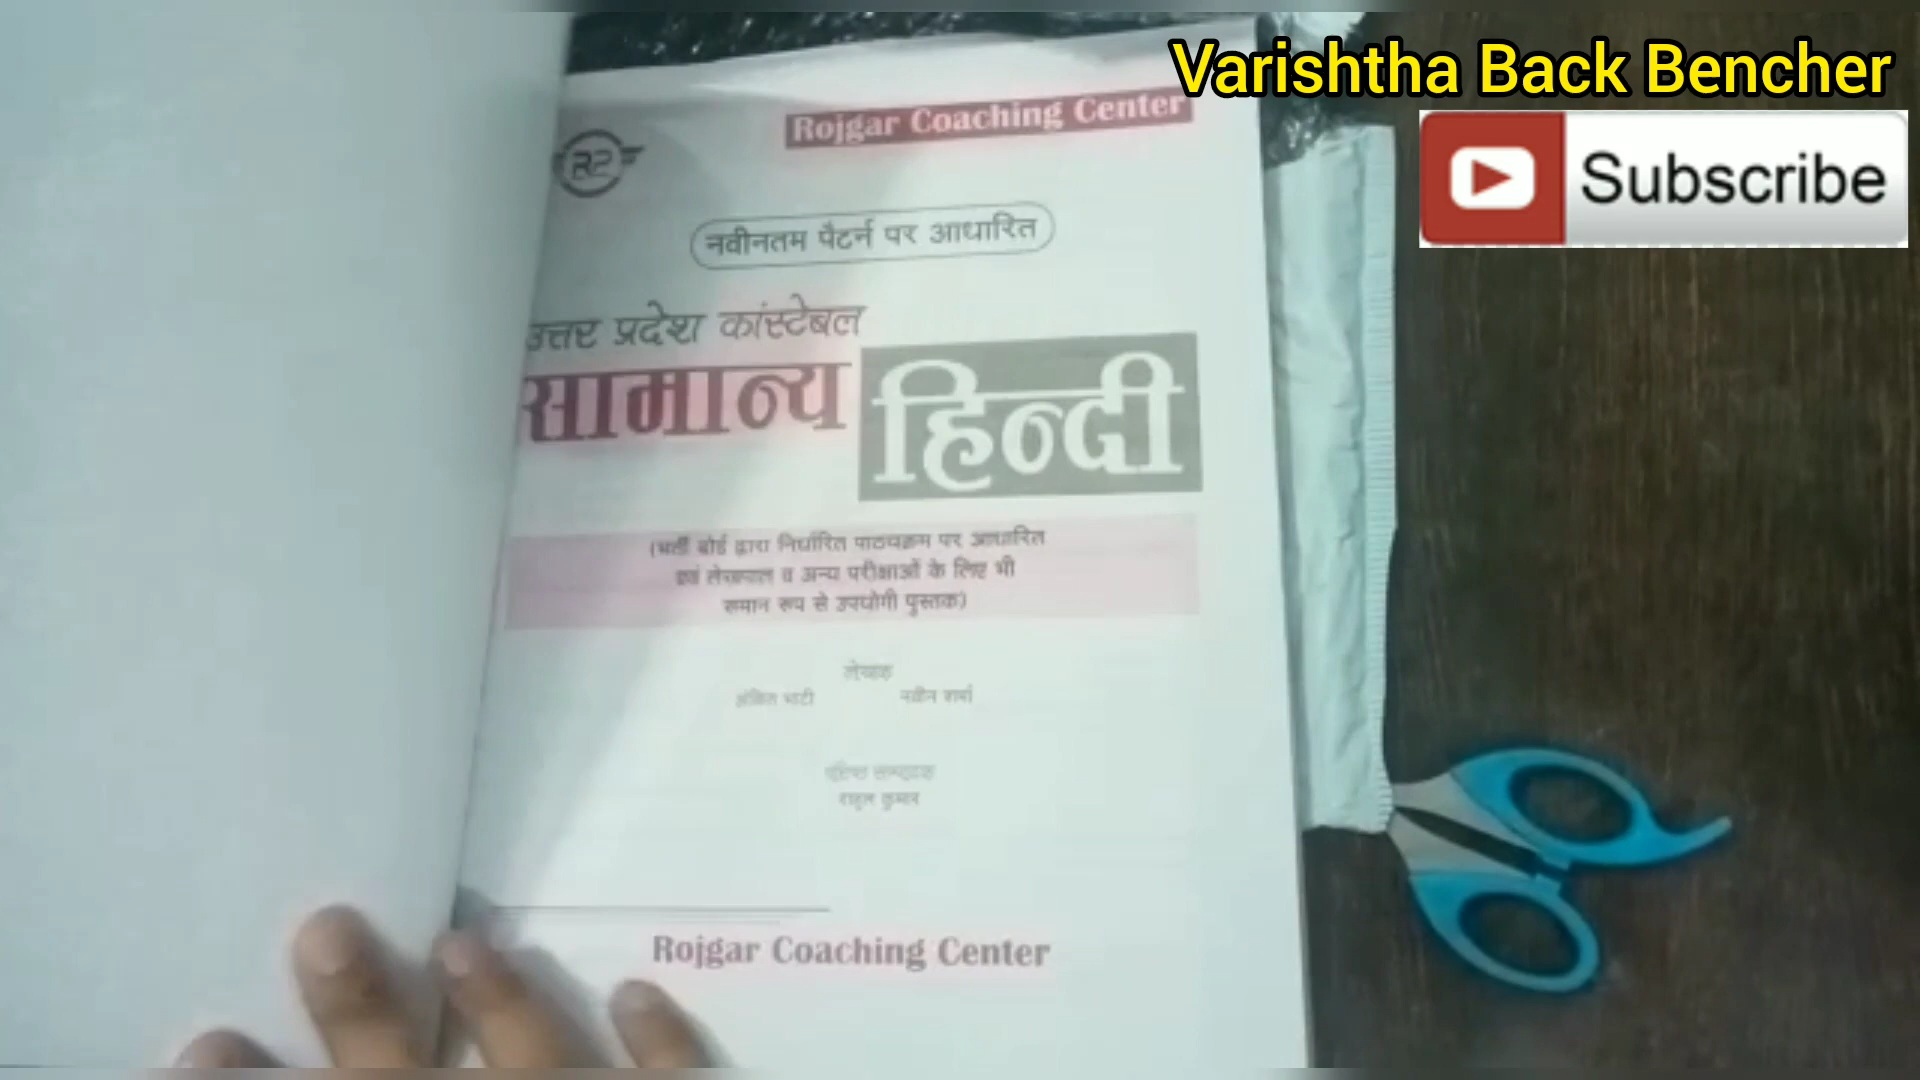 Varishtha Back Bencher
Subscribe
Rojgar Coaching Center
RP
नवीनतम पैटर्न पर आधारित
उत्तर प्रदेश कांस्टेबल
सामान्य हिन्दी
(भर्ती बोर्ड द्वारा निर्धारित पाठ्यक्रम पर आधारित
एवं लेखपाल व अन्य परीक्षाओं के लिए भी
समान रूप से उपयोगी पुस्तक)
लेखक
अंकित भाटी नवीन शर्मा
राहुल कुमार
Rojgar Coaching Center